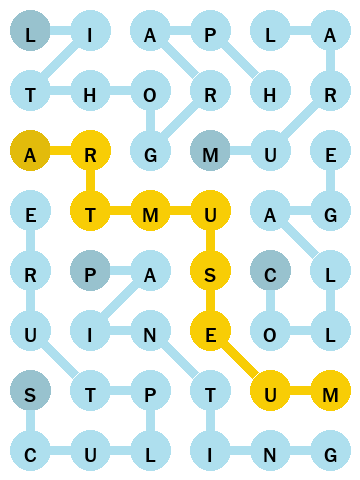 L I A P L A
T H O R H R
A R G M U E
E T M U A G
R P A S C L
U I N E O L
S T P T U M
C U L I N G